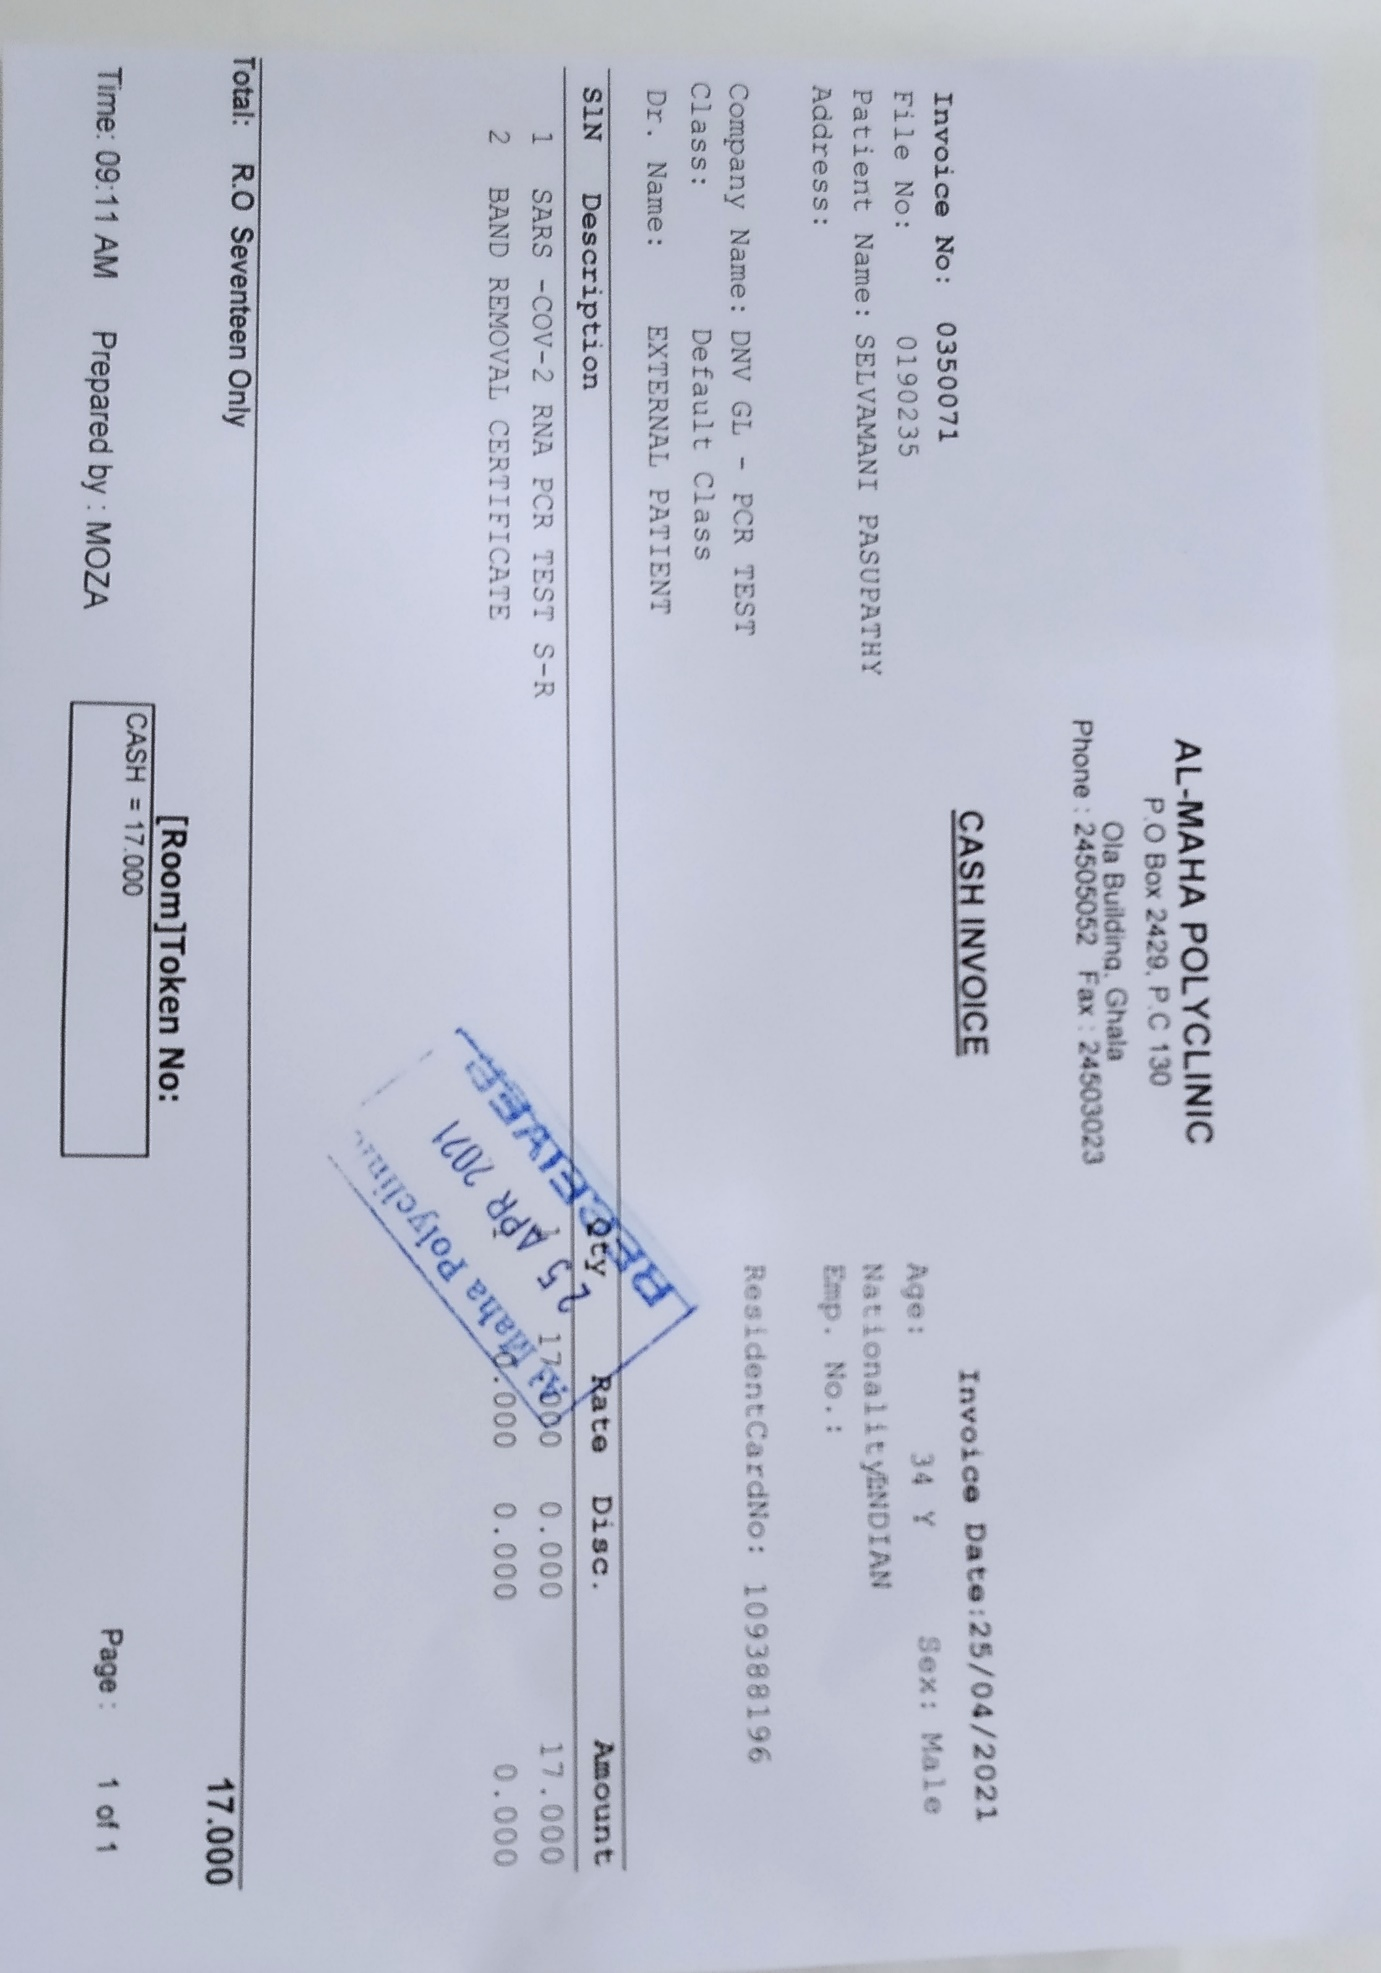 AL-MAHA POLYCLINIC
P.O Box 2429, P.C 130
Ola Building, Ghala
Phone : 24505052 Fax : 24503023
CASH INVOICE
Invoice No: 0350071 Invoice Date:25/04/2021
File No: 0190235 Age: 34 Y Sex: Male
Patient Name: SELVAMANI PASUPATHY Nationality: INDIAN
Address: Emp. No.:
Company Name: DNV GL - PCR TEST ResidentCardNo: 109388196
Class: Default Class
Dr. Name: EXTERNAL PATIENT
SlN Description Qty Rate Disc. Amount
1 SARS -COV-2 RNA PCR TEST S-R 1 17.000 0.000 17.000
2 BAND REMOVAL CERTIFICATE 0.000 0.000 0.000
RECEIVED
25 APR 2021
Al Maha Polyclinic
Total: R.O Seventeen Only 17.000
[Room]Token No:
CASH = 17.000
Time: 09:11 AM Prepared by : MOZA Page : 1 of 1